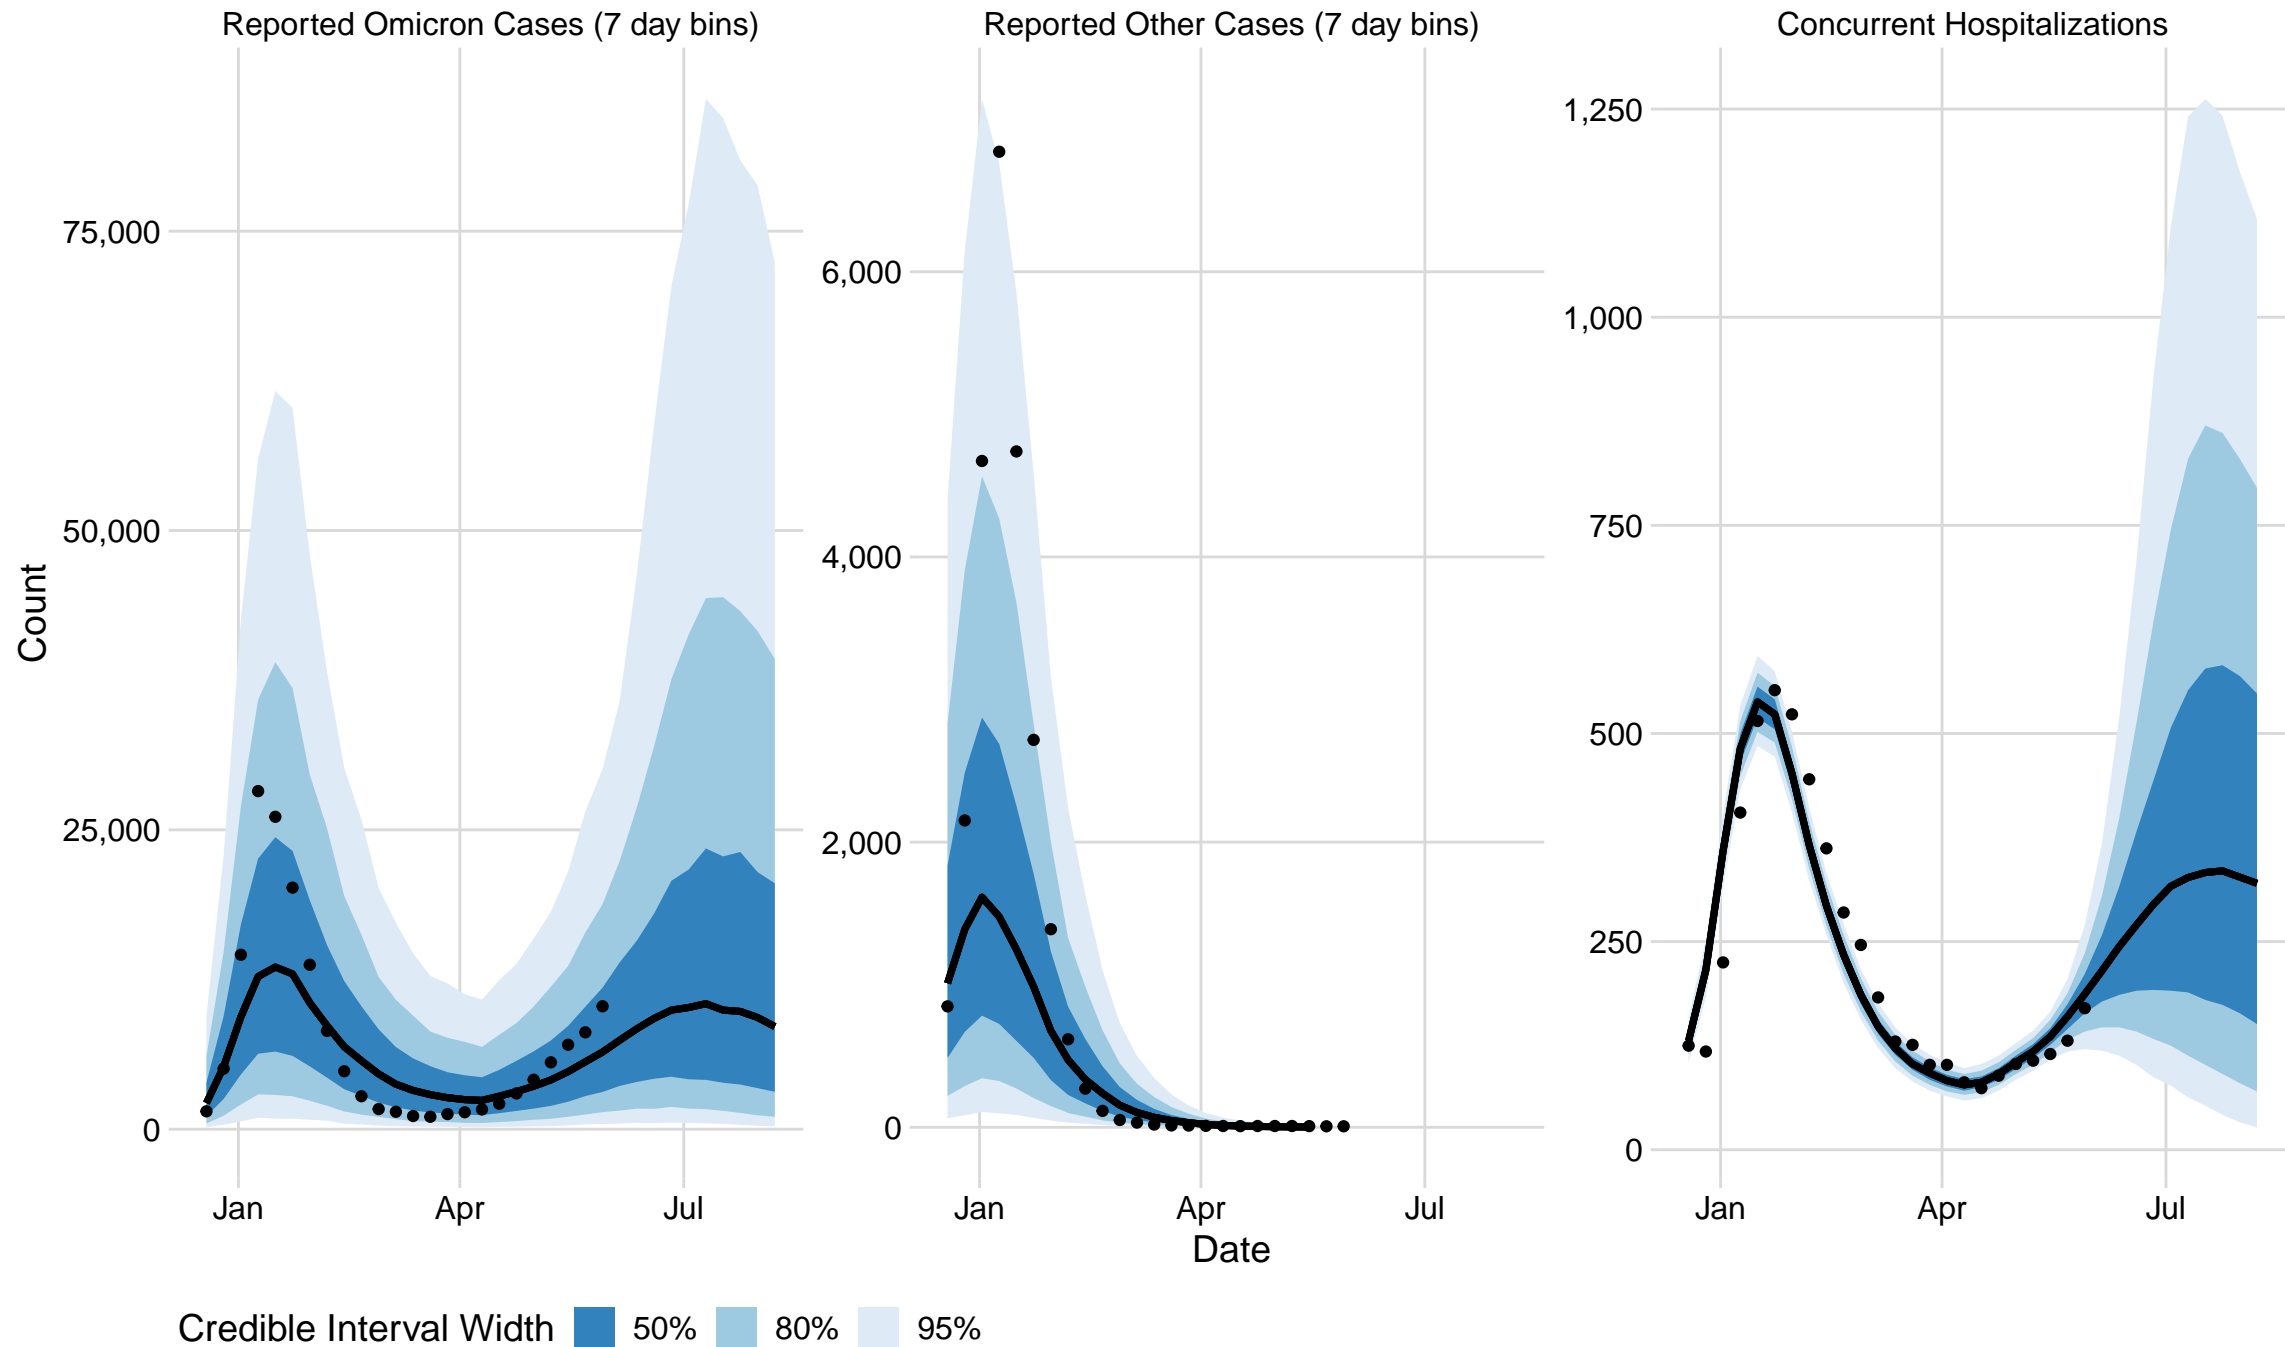 Reported Omicron Cases (7 day bins)
Reported Other Cases (7 day bins)
Concurrent Hospitalizations
Count
75,000
50,000
25,000
0
6,000
4,000
2,000
0
1,250
1,000
750
500
250
0
Jan Apr Jul
Jan Apr Jul
Jan Apr Jul
Date
Credible Interval Width 50% 80% 95%